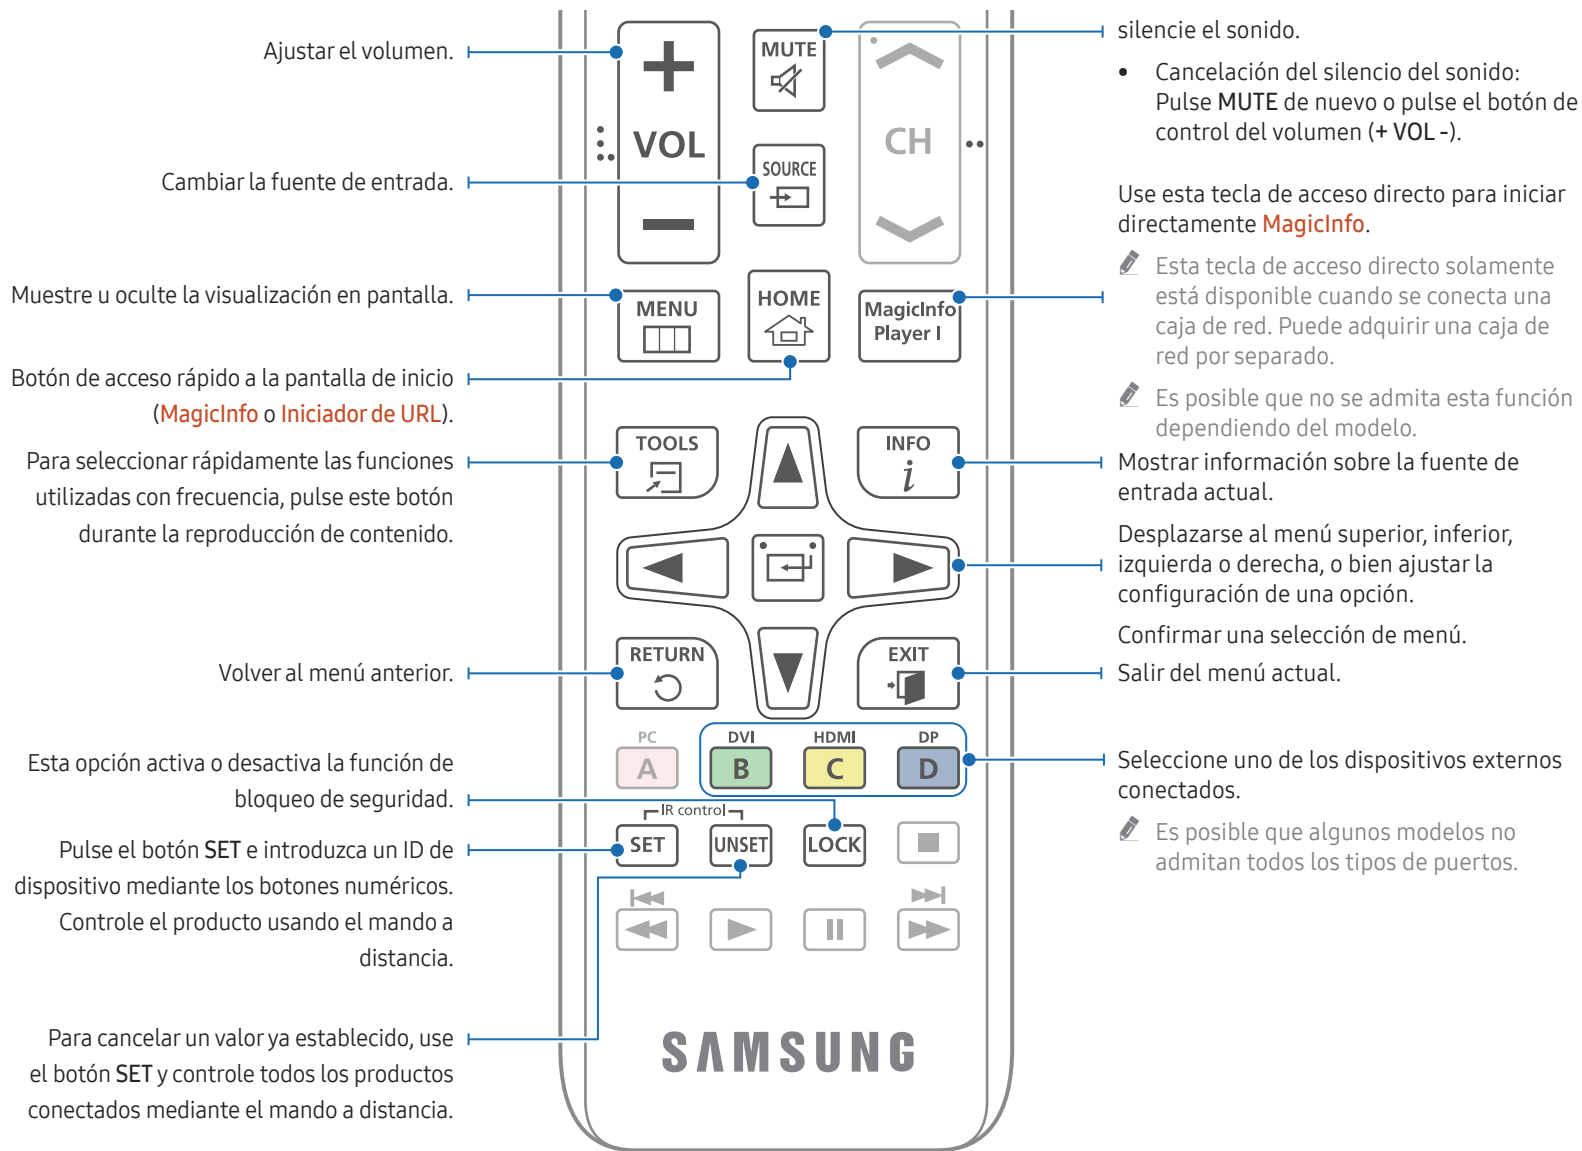 Ajustar el volumen.
Cambiar la fuente de entrada.
Muestre u oculte la visualización en pantalla.
Botón de acceso rápido a la pantalla de inicio
(MagicInfo o Iniciador de URL).
Para seleccionar rápidamente las funciones
utilizadas con frecuencia, pulse este botón
durante la reproducción de contenido.
Volver al menú anterior.
Esta opción activa o desactiva la función de
bloqueo de seguridad.
Pulse el botón SET e introduzca un ID de
dispositivo mediante los botones numéricos.
Controle el producto usando el mando a
distancia.
Para cancelar un valor ya establecido, use
el botón SET y controle todos los productos
conectados mediante el mando a distancia.
MUTE
VOL
CH
SOURCE
MENU
HOME
MagicInfo
Player I
TOOLS
INFO
i
RETURN
EXIT
PC
DVI
HDMI
DP
A
B
C
D
IR control
SET
UNSET
LOCK
SAMSUNG
silencie el sonido.
• Cancelación del silencio del sonido:
Pulse MUTE de nuevo o pulse el botón de
control del volumen (+ VOL -).
Use esta tecla de acceso directo para iniciar
directamente MagicInfo.
Esta tecla de acceso directo solamente
está disponible cuando se conecta una
caja de red. Puede adquirir una caja de
red por separado.
Es posible que no se admita esta función
dependiendo del modelo.
Mostrar información sobre la fuente de
entrada actual.
Desplazarse al menú superior, inferior,
izquierda o derecha, o bien ajustar la
configuración de una opción.
Confirmar una selección de menú.
Salir del menú actual.
Seleccione uno de los dispositivos externos
conectados.
Es posible que algunos modelos no
admitan todos los tipos de puertos.